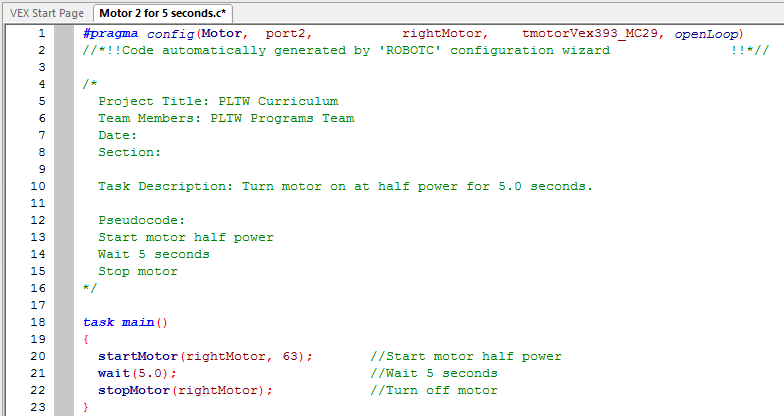 VEX Start Page Motor 2 for 5 seconds.c*
1 #pragma config(Motor, port2, rightMotor, tmotorVex393_MC29, openLoop)
2 //*!!Code automatically generated by 'ROBOTC' configuration wizard !!*//
3
4 /*
5 Project Title: PLTW Curriculum
6 Team Members: PLTW Programs Team
7 Date:
8 Section:
9
10 Task Description: Turn motor on at half power for 5.0 seconds.
11
12 Pseudocode:
13 Start motor half power
14 Wait 5 seconds
15 Stop motor
16 */
17
18 task main()
19 {
20 startMotor(rightMotor, 63); //Start motor half power
21 wait(5.0); //Wait 5 seconds
22 stopMotor(rightMotor); //Turn off motor
23 }